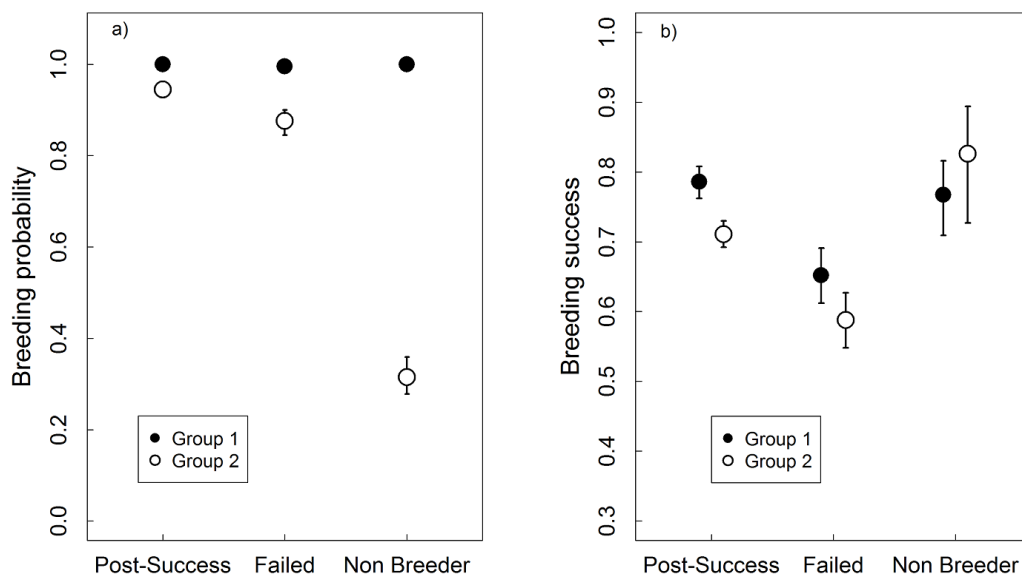 a)
Breeding probability
1.0
0.8
0.6
0.4
0.2
0.0
Group 1
Group 2
Post-Success Failed Non Breeder
b)
Breeding success
1.0
0.9
0.8
0.7
0.6
0.5
0.4
0.3
Group 1
Group 2
Post-Success Failed Non Breeder